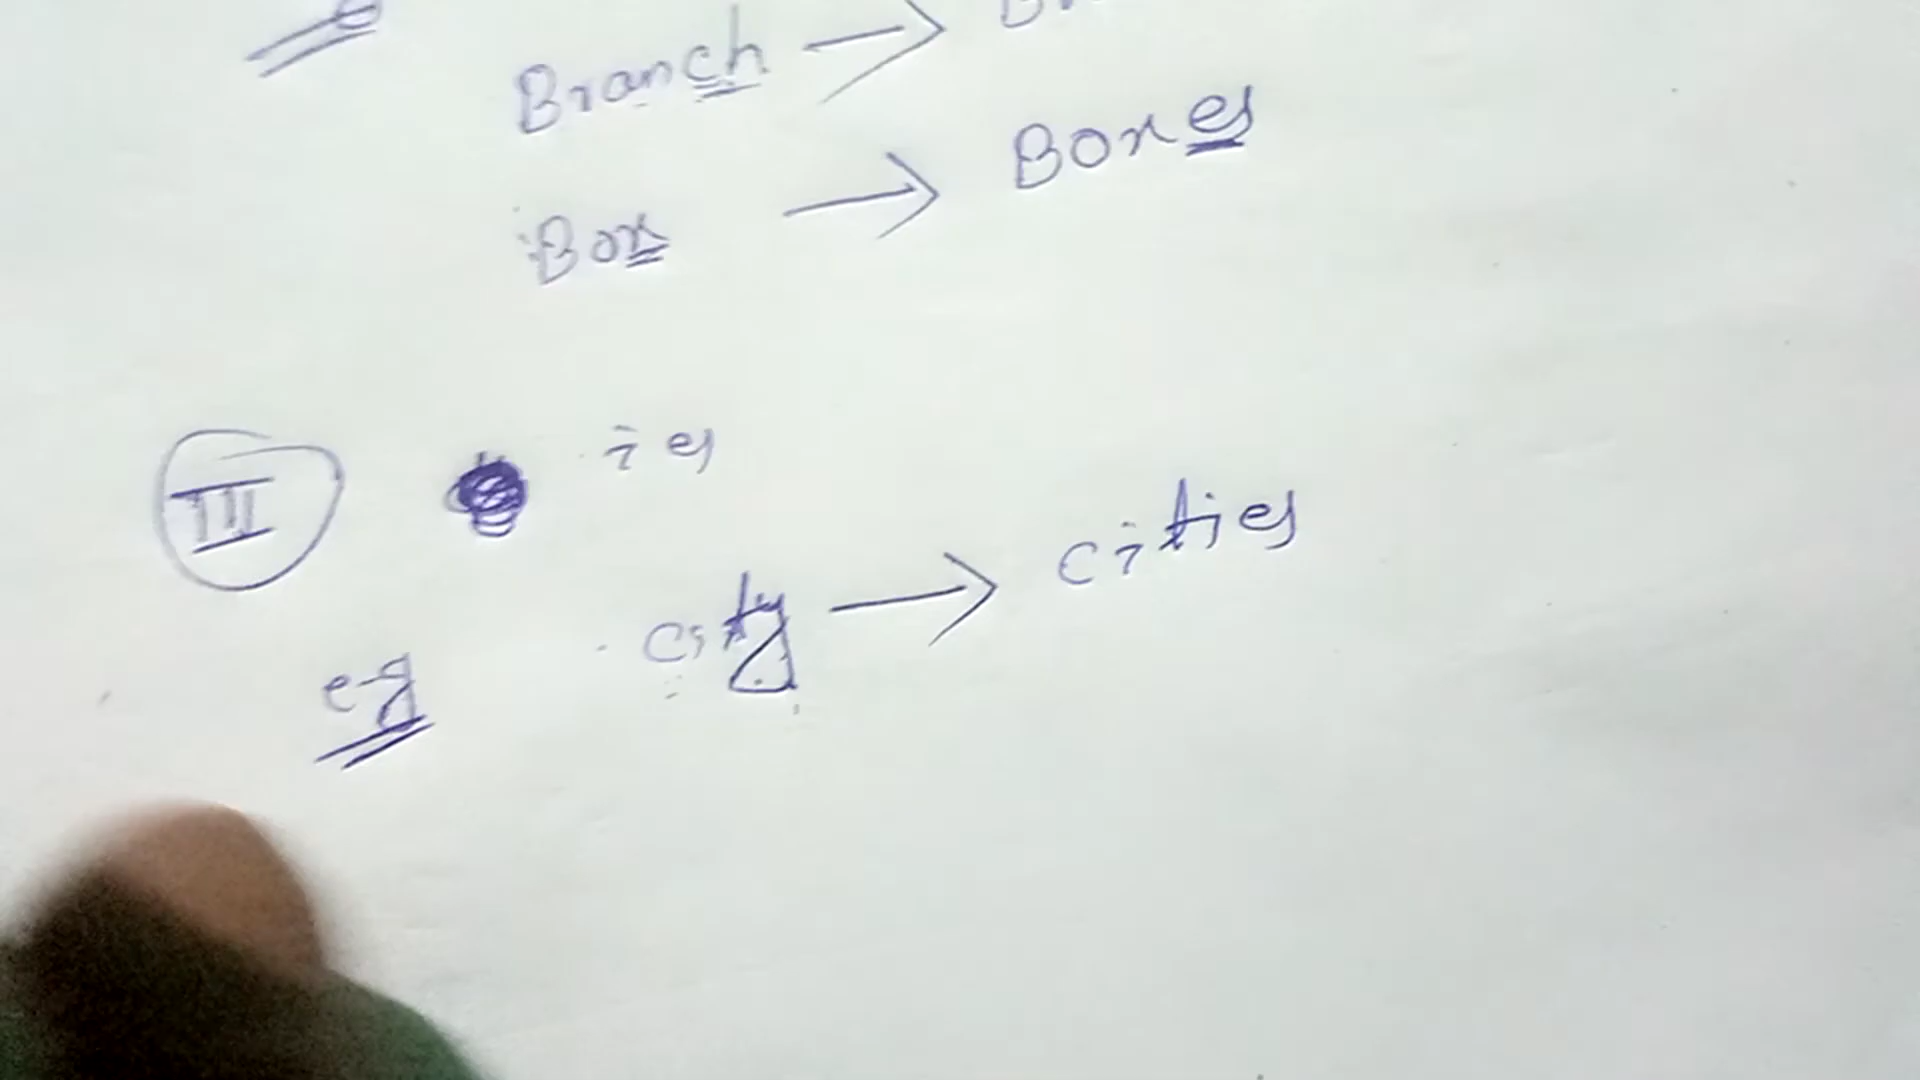 Branch →
Box → Boxes
III ies
e-g city → cities